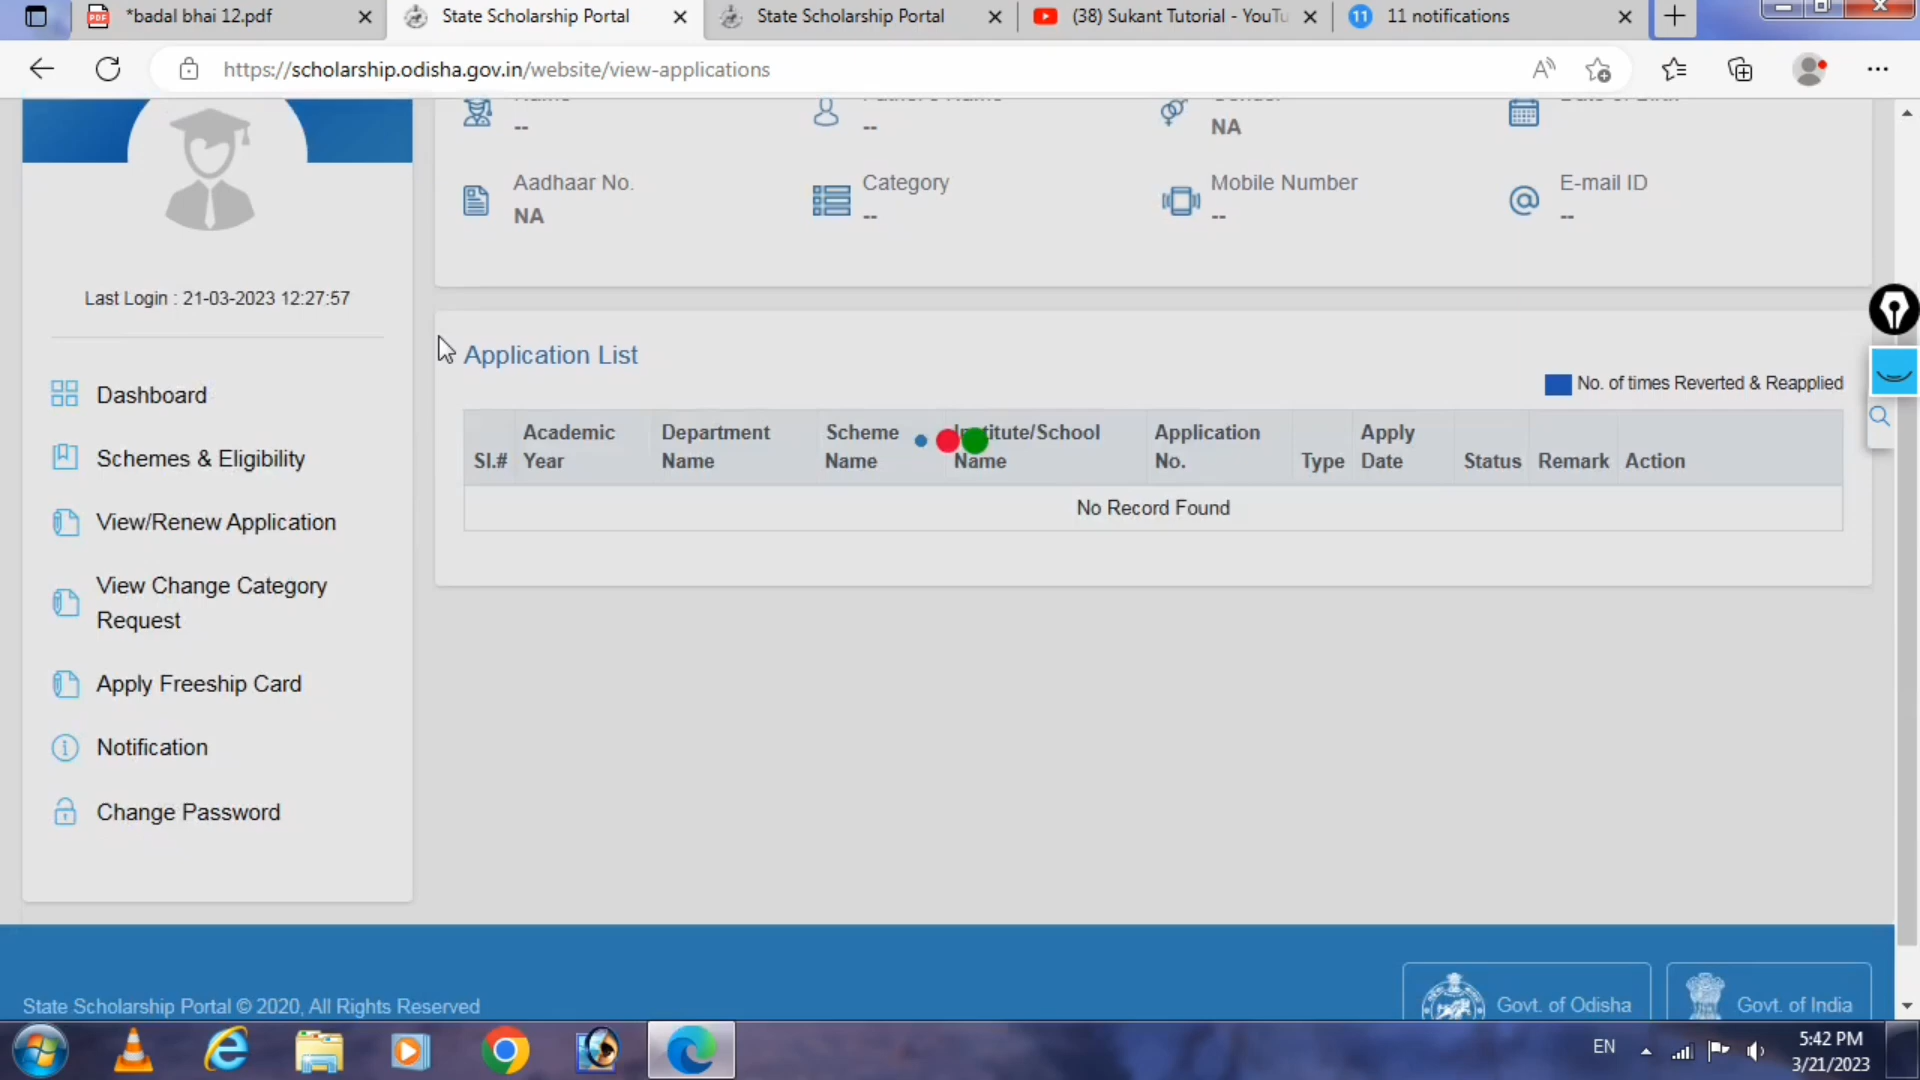 *badal bhai 12.pdf
State Scholarship Portal
State Scholarship Portal
(38) Sukant Tutorial - YouTu
11
11 notifications
https://scholarship.odisha.gov.in/website/view-applications
--
--
NA
Aadhaar No.
NA
Category
--
Mobile Number
--
E-mail ID
--
Last Login : 21-03-2023 12:27:57
Dashboard
Schemes & Eligibility
View/Renew Application
View Change Category
Request
Apply Freeship Card
Notification
Change Password
Application List
No. of times Reverted & Reapplied
Sl.#
Academic
Year
Department
Name
Scheme
Name
Institute/School
Name
Application
No.
Type
Apply
Date
Status
Remark
Action
No Record Found
State Scholarship Portal © 2020, All Rights Reserved
Govt. of Odisha
Govt. of India
EN
5:42 PM
3/21/2023